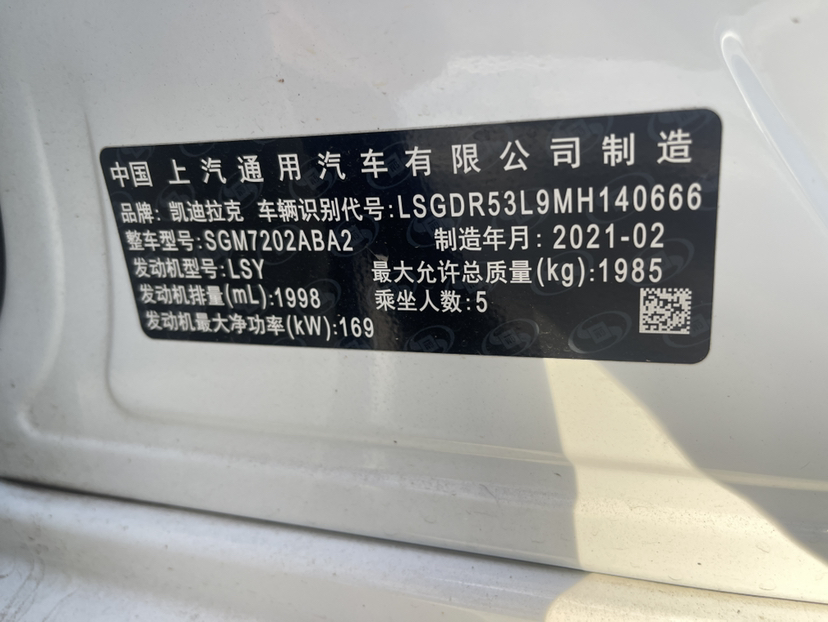 中国 上汽通用汽车有限公司制造
品牌: 凯迪拉克 车辆识别代号:LSGDR53L9MH140666
整车型号:SGM7202ABA2 制造年月:2021-02
发动机型号:LSY 最大允许总质量(kg):1985
发动机排量(mL):1998 乘坐人数:5
发动机最大净功率(kW):169